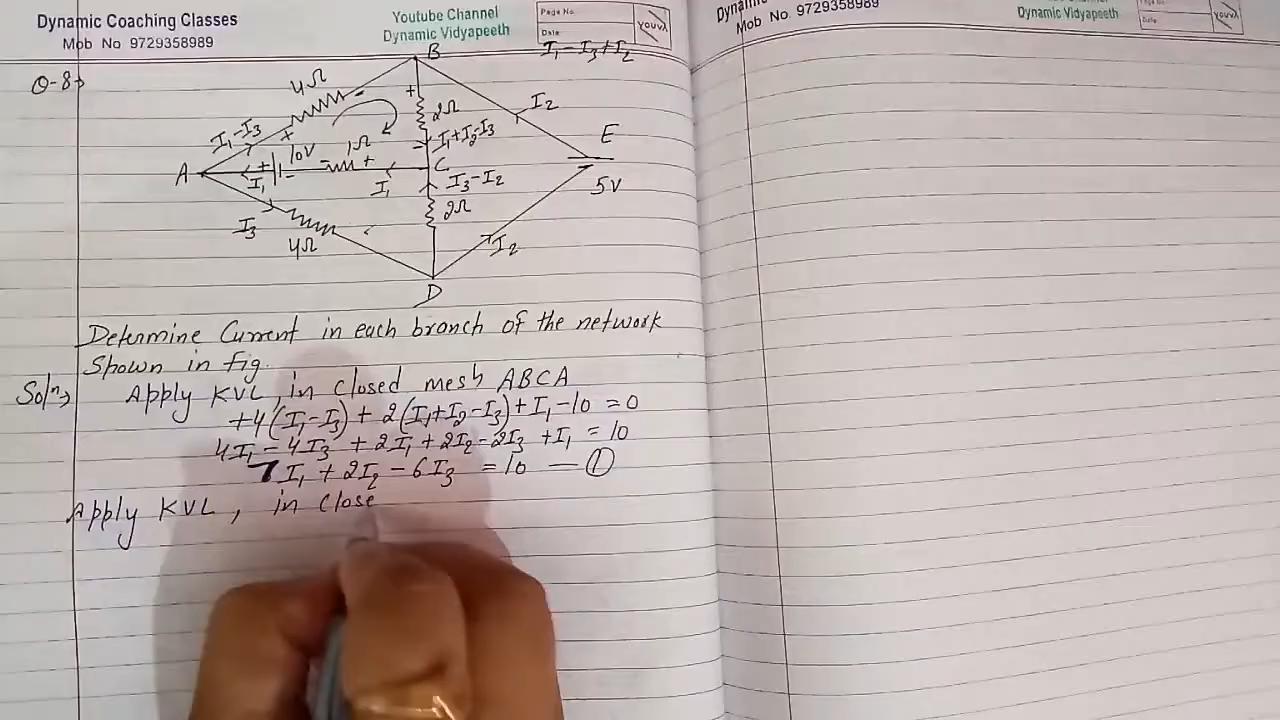 Dynamic Coaching Classes
Mob No 9729358989
Youtube Channel
Dynamic Vidyapeeth
Page No.
Date
YOUVA
Mob No. 9729358989
Youtube Channel
Dynamic Vidyapeeth
Date
YOUVA
Q-8→
B
I₁-I₃+I₂
4Ω
+
-
+
2Ω
I₂
I₁-I₃
+
1Ω
I₁+I₂-I₃
E
A
+
10V
-
-
+
C
I₁
I₁
I₃-I₂
5V
2Ω
I₃
4Ω
I₂
D
Determine Current in each branch of the network
Shown in fig.
Solⁿ→ Apply KVL, in closed mesh ABCA
+4(I₁-I₃) + 2(I₁+I₂-I₃) + I₁ -10 = 0
4I₁ - 4I₃ + 2I₁ + 2I₂ - 2I₃ + I₁ = 10
7I₁ + 2I₂ - 6I₃ = 10 — ①
Apply KVL, in close